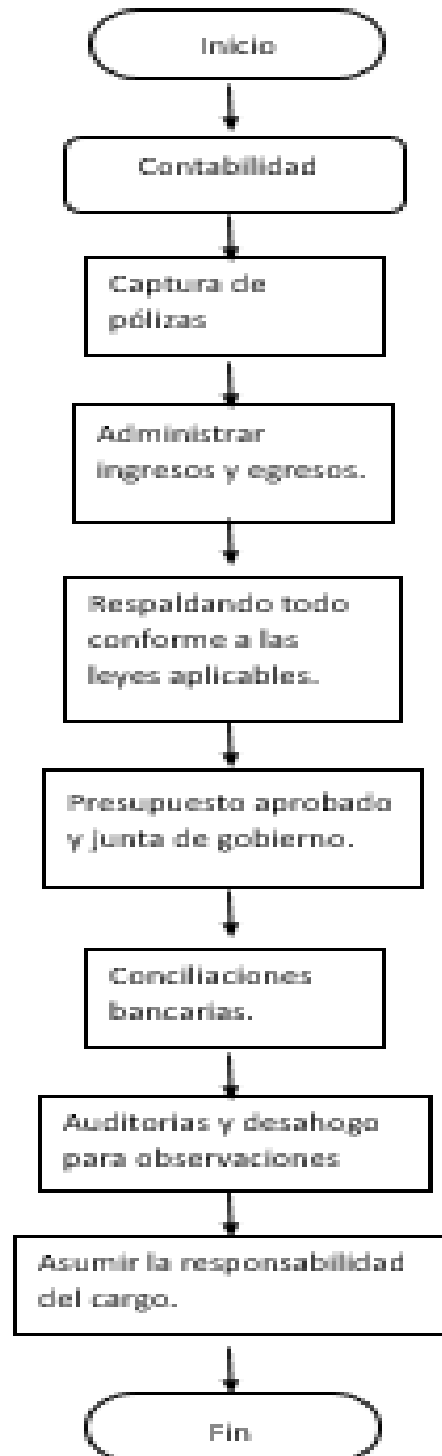 Inicio
Contabilidad
Captura de
pólizas
Administrar
ingresos y egresos.
Respaldando todo
conforme a las
leyes aplicables.
Presupuesto aprobado
y junta de gobierno.
Conciliaciones
bancarias.
Auditorias y desahogo
para observaciones
Asumir la responsabilidad
del cargo.
Fin